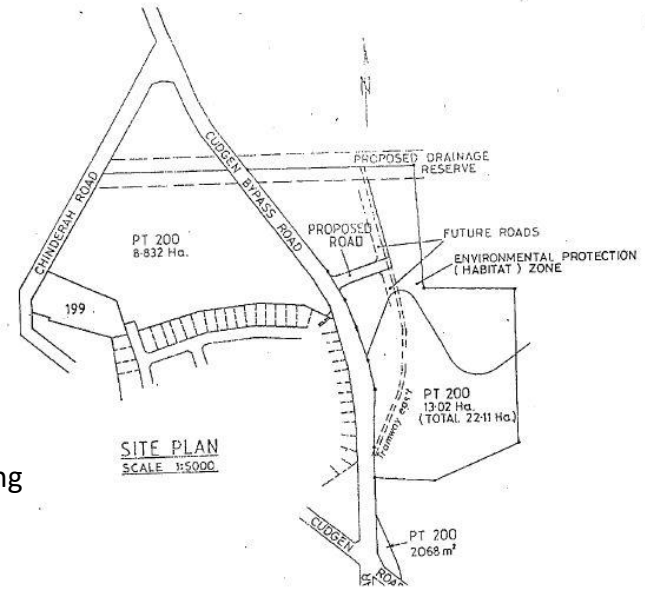 N
CUDGEN BYPASS ROAD
PROPOSED DRAINAGE
RESERVE
CHINDERAH ROAD
PT 200
8·832 Ha.
PROPOSED
ROAD
FUTURE ROADS
ENVIRONMENTAL PROTECTION
( HABITAT ) ZONE
199
PT 200
13·02 Ha.
(TOTAL 22·11 Ha.)
Tramway eas't
SITE PLAN
SCALE 1:5000
ng
CUDGEN
ROAD
PT 200
2068 m²